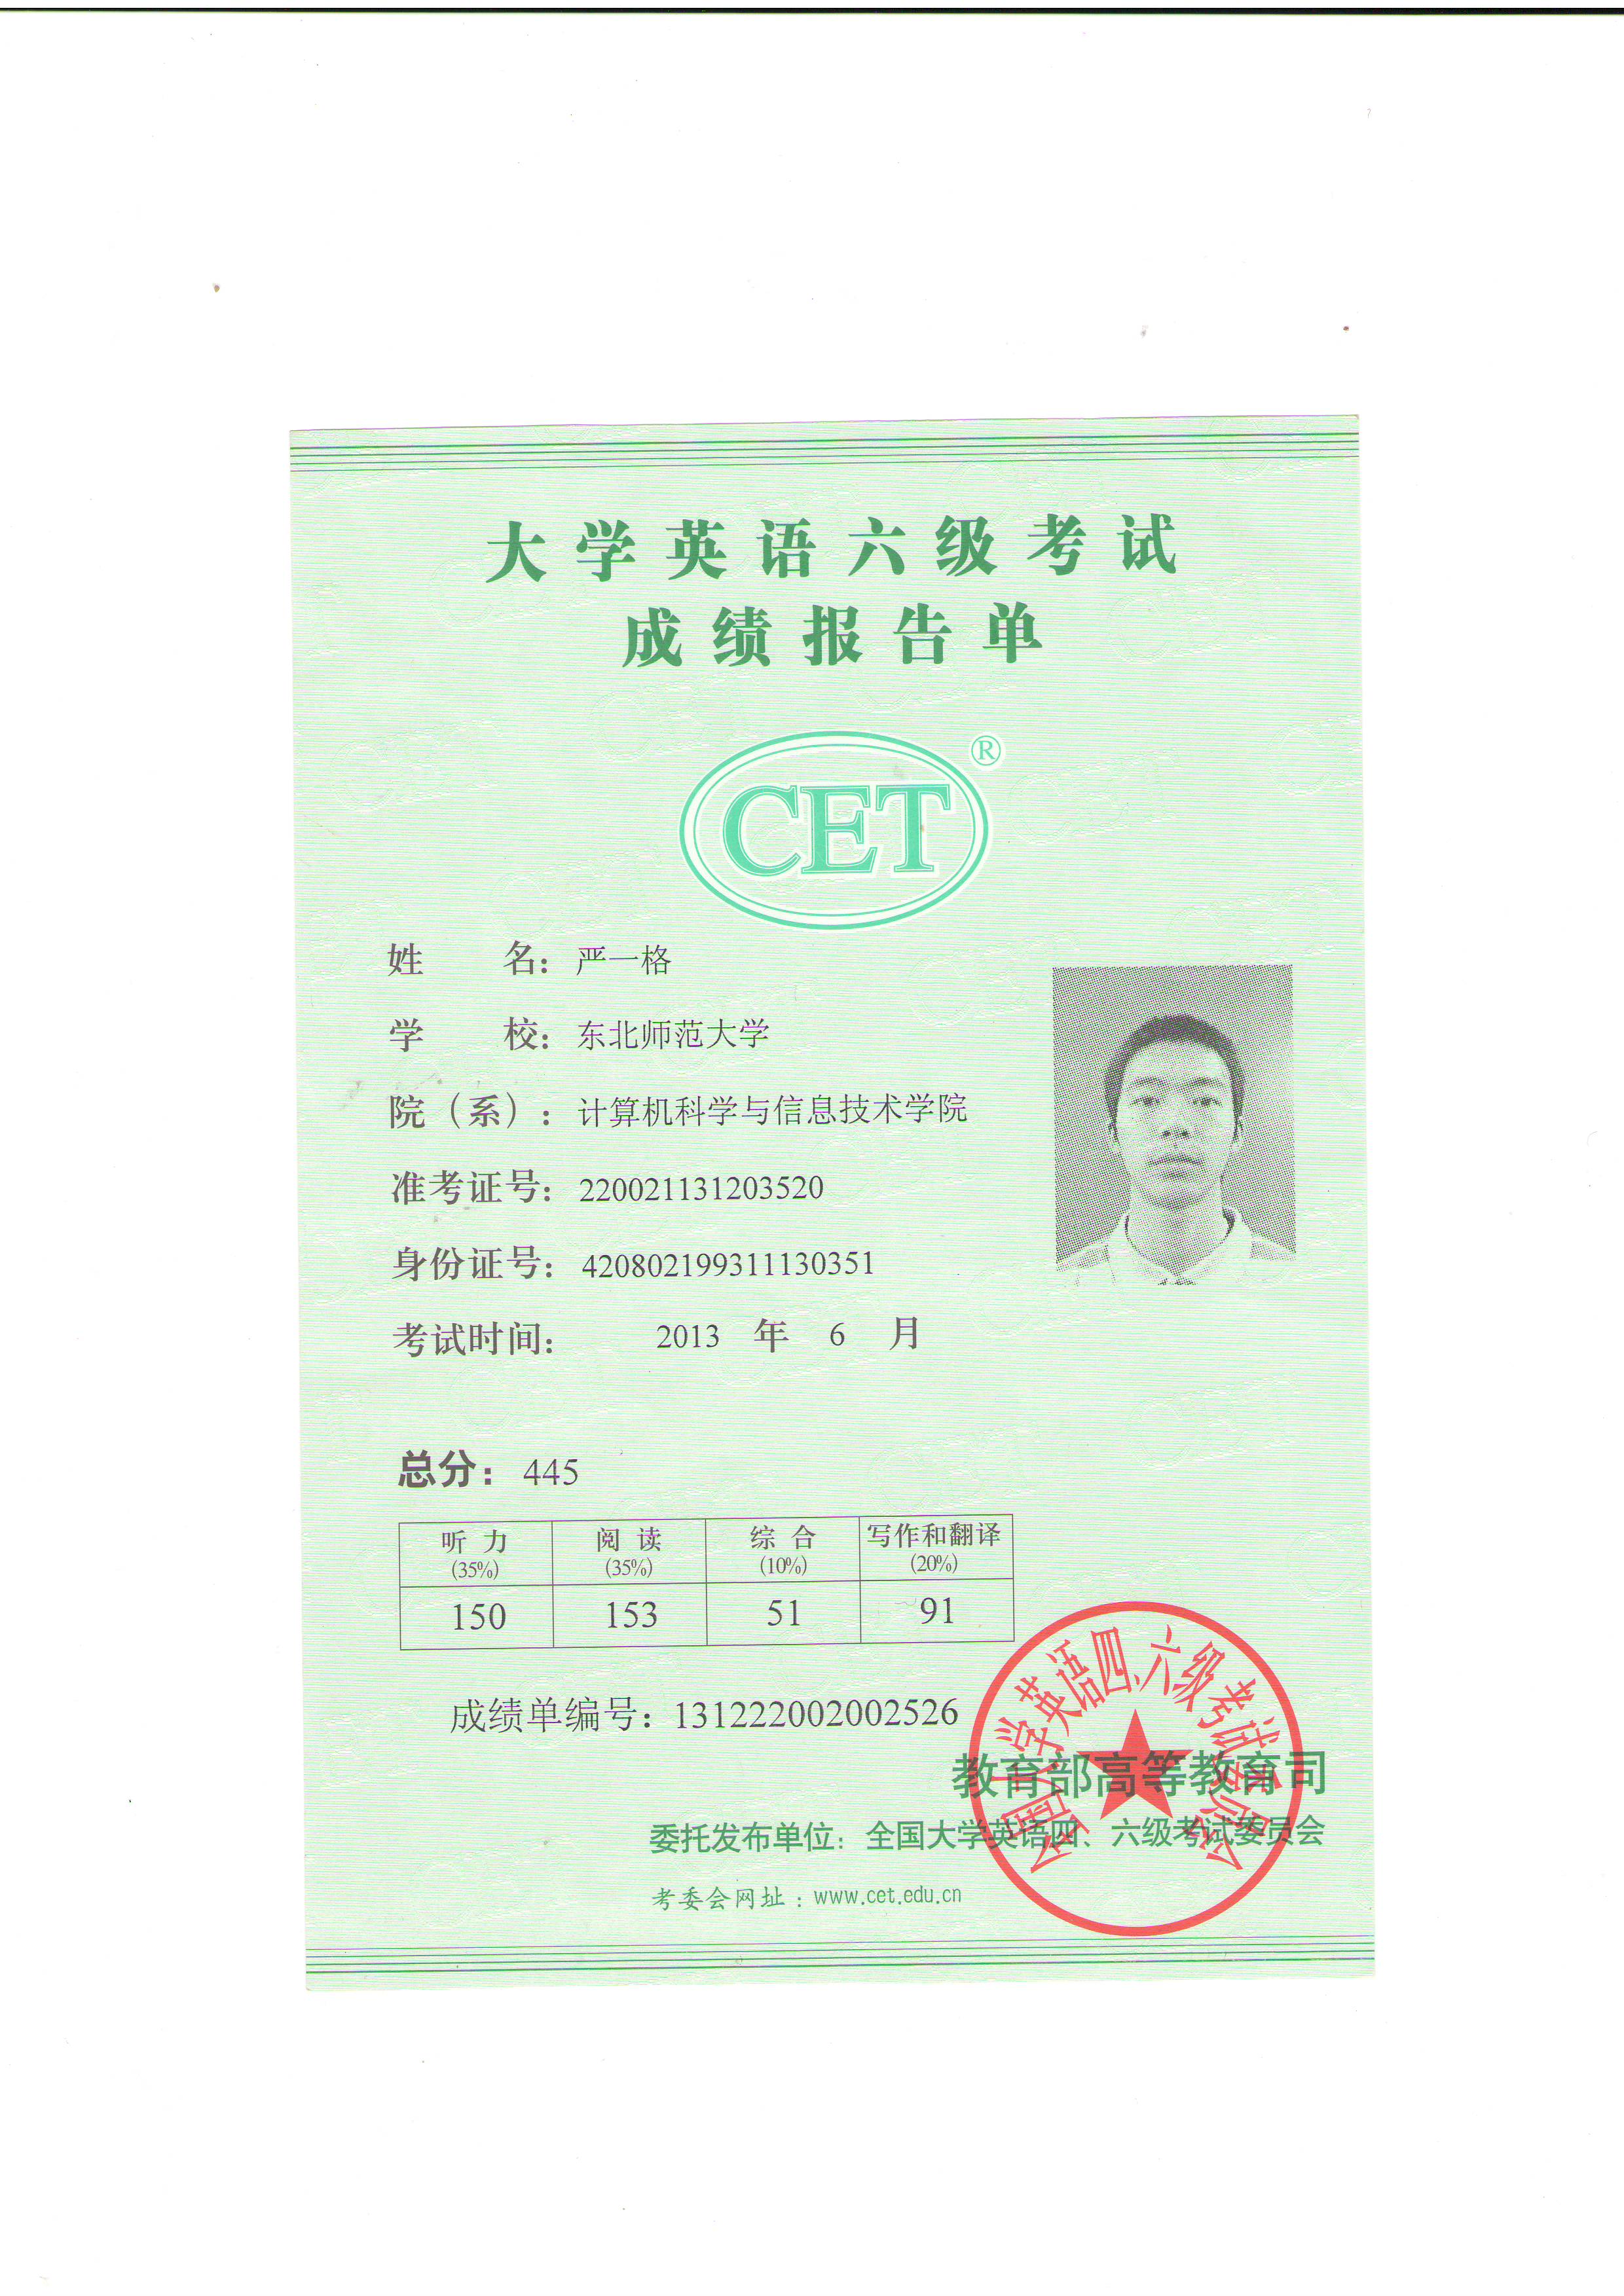 大学英语六级考试
成绩报告单
CET®
姓 名：严一格
学 校：东北师范大学
院（系）：计算机科学与信息技术学院
准考证号：220021131203520
身份证号：420802199311130351
考试时间： 2013 年 6 月
总分：445
听力 阅读 综合 写作和翻译
(35%) (35%) (10%) (20%)
150 153 51 91
成绩单编号：131222002002526
全国大学英语四、六级考试委员会
教育部高等教育司
委托发布单位：全国大学英语四、六级考试委员会
考委会网址：www.cet.edu.cn